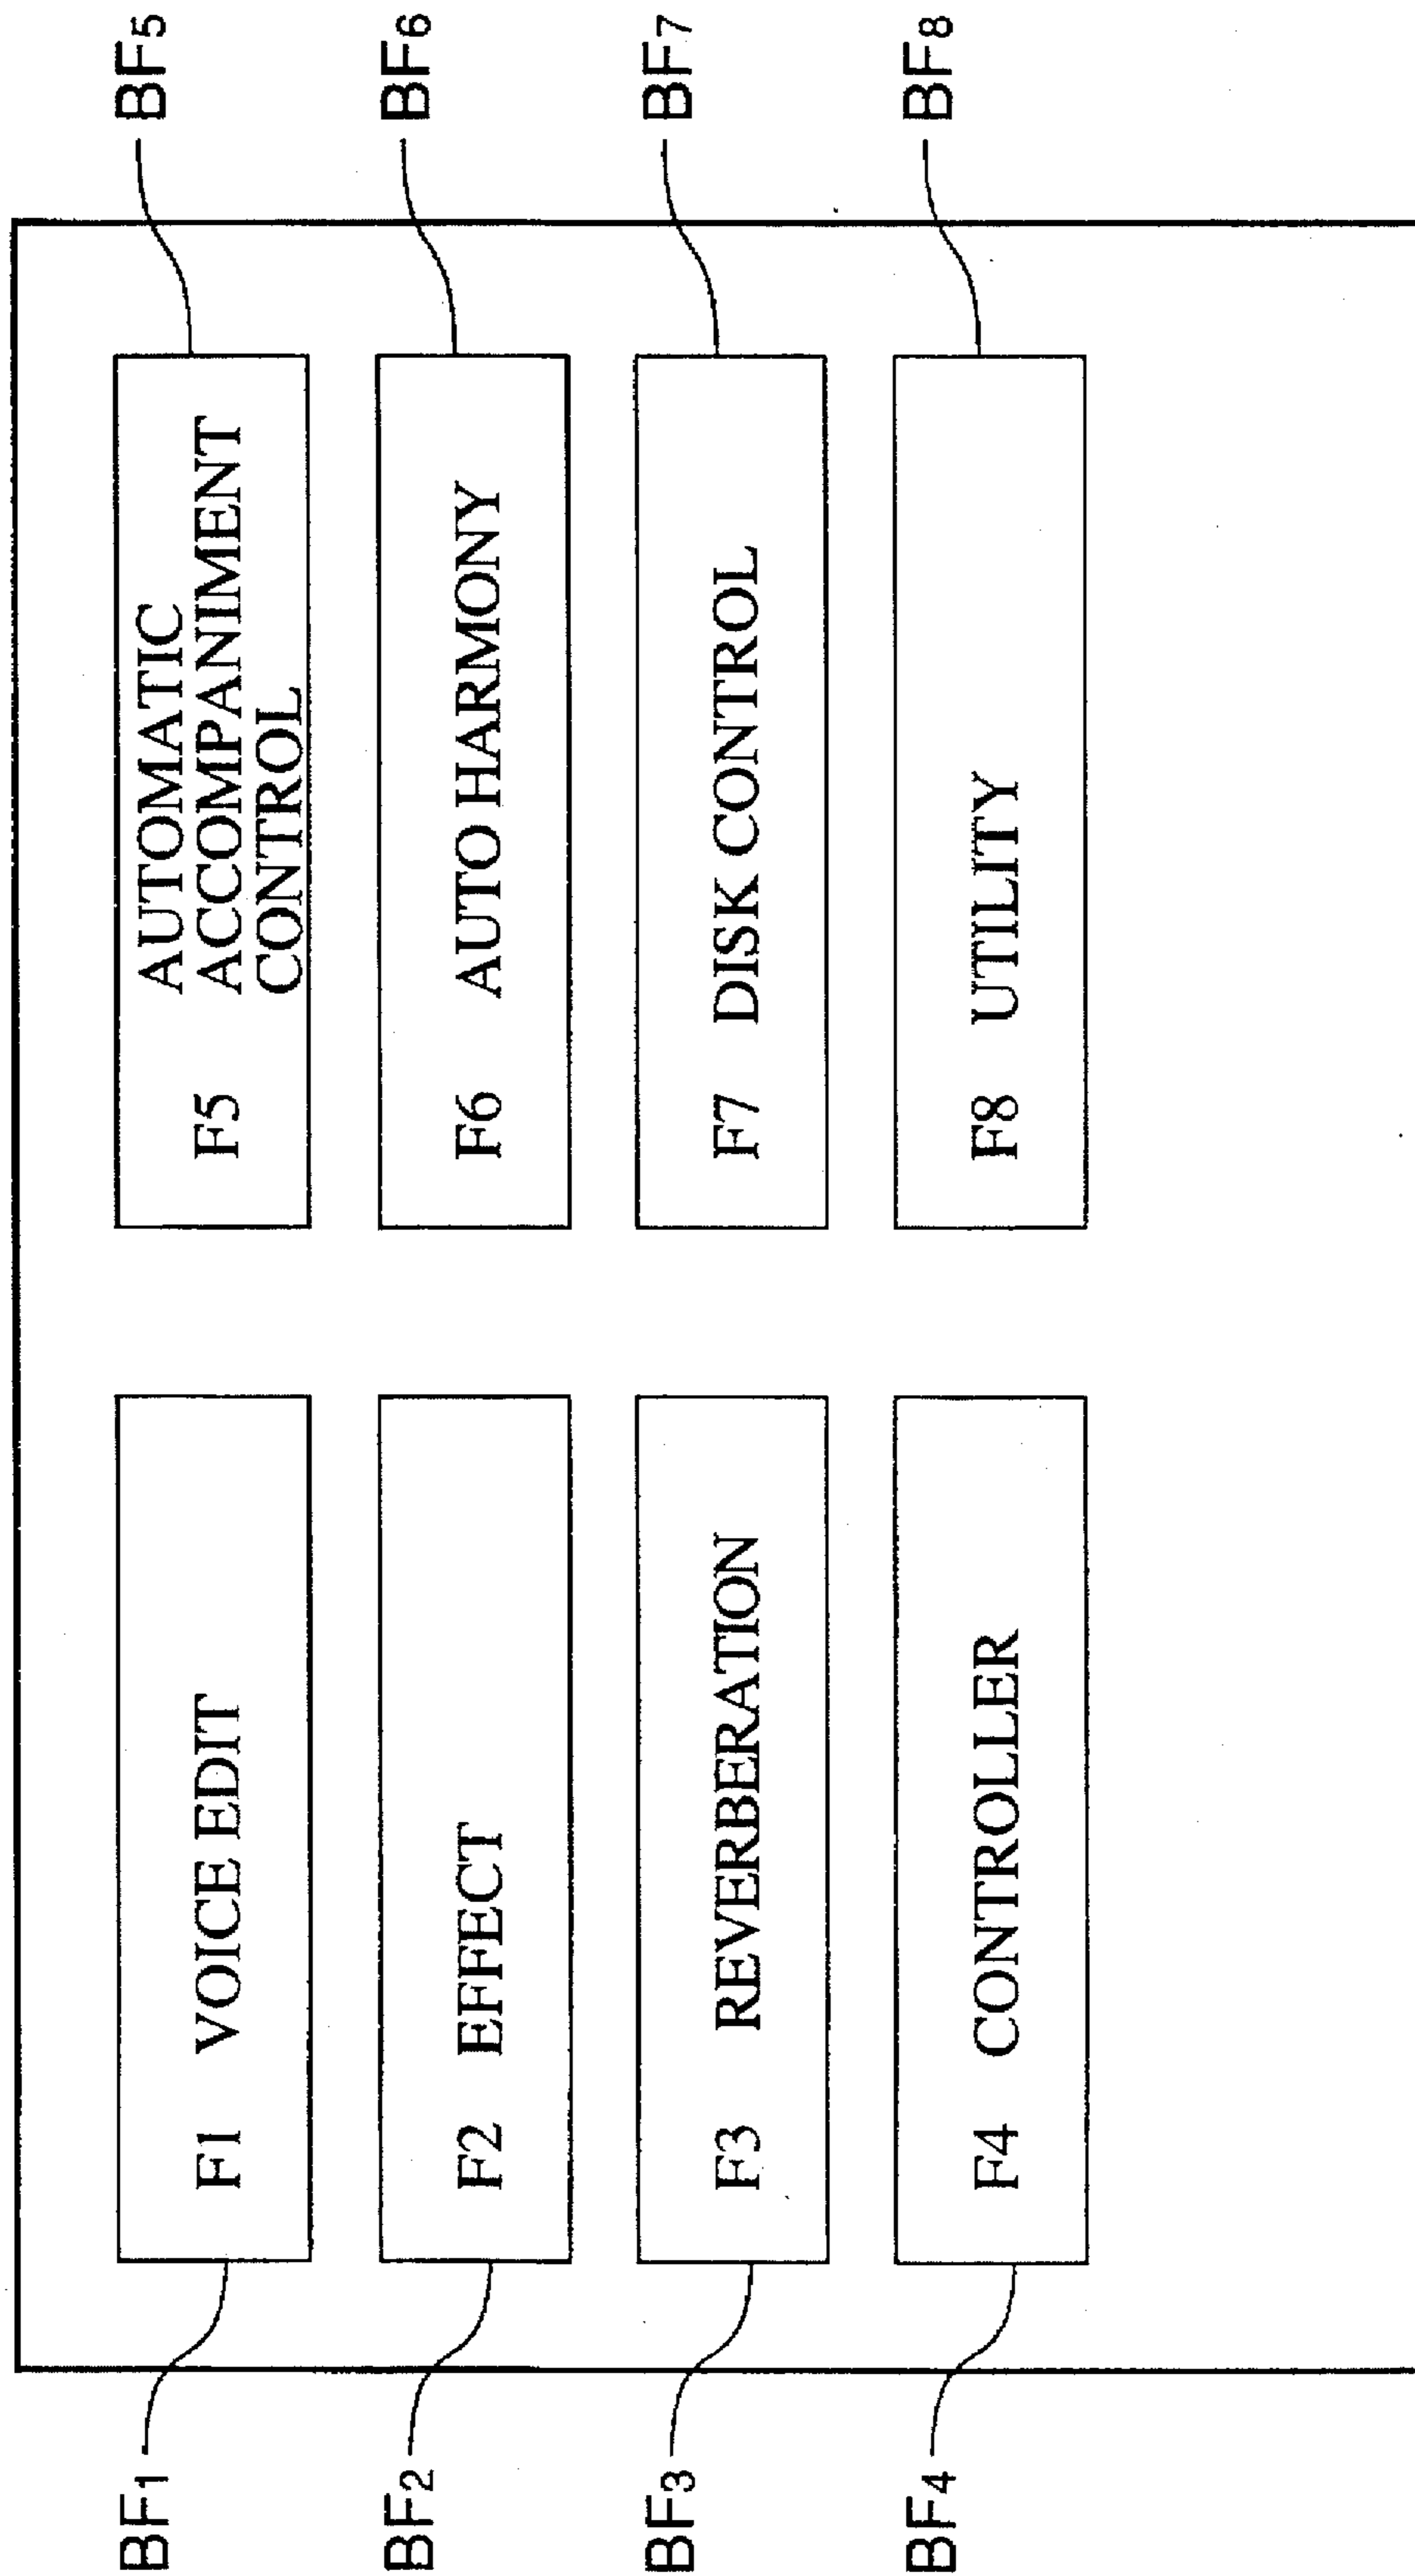 BF1
F1 VOICE EDIT
BF2
F2 EFFECT
BF3
F3 REVERBERATION
BF4
F4 CONTROLLER
BF5
F5 AUTOMATIC
ACCOMPANIMENT
CONTROL
BF6
F6 AUTO HARMONY
BF7
F7 DISK CONTROL
BF8
F8 UTILITY